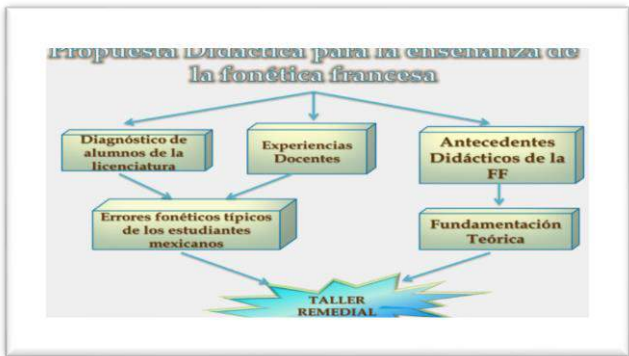 Propuesta Didáctica para la enseñanza de
la fonética francesa
Diagnóstico de
alumnos de la
licenciatura
Experiencias
Docentes
Antecedentes
Didácticos de la
FF
Errores fonéticos típicos
de los estudiantes
mexicanos
Fundamentación
Teórica
TALLER
REMEDIAL